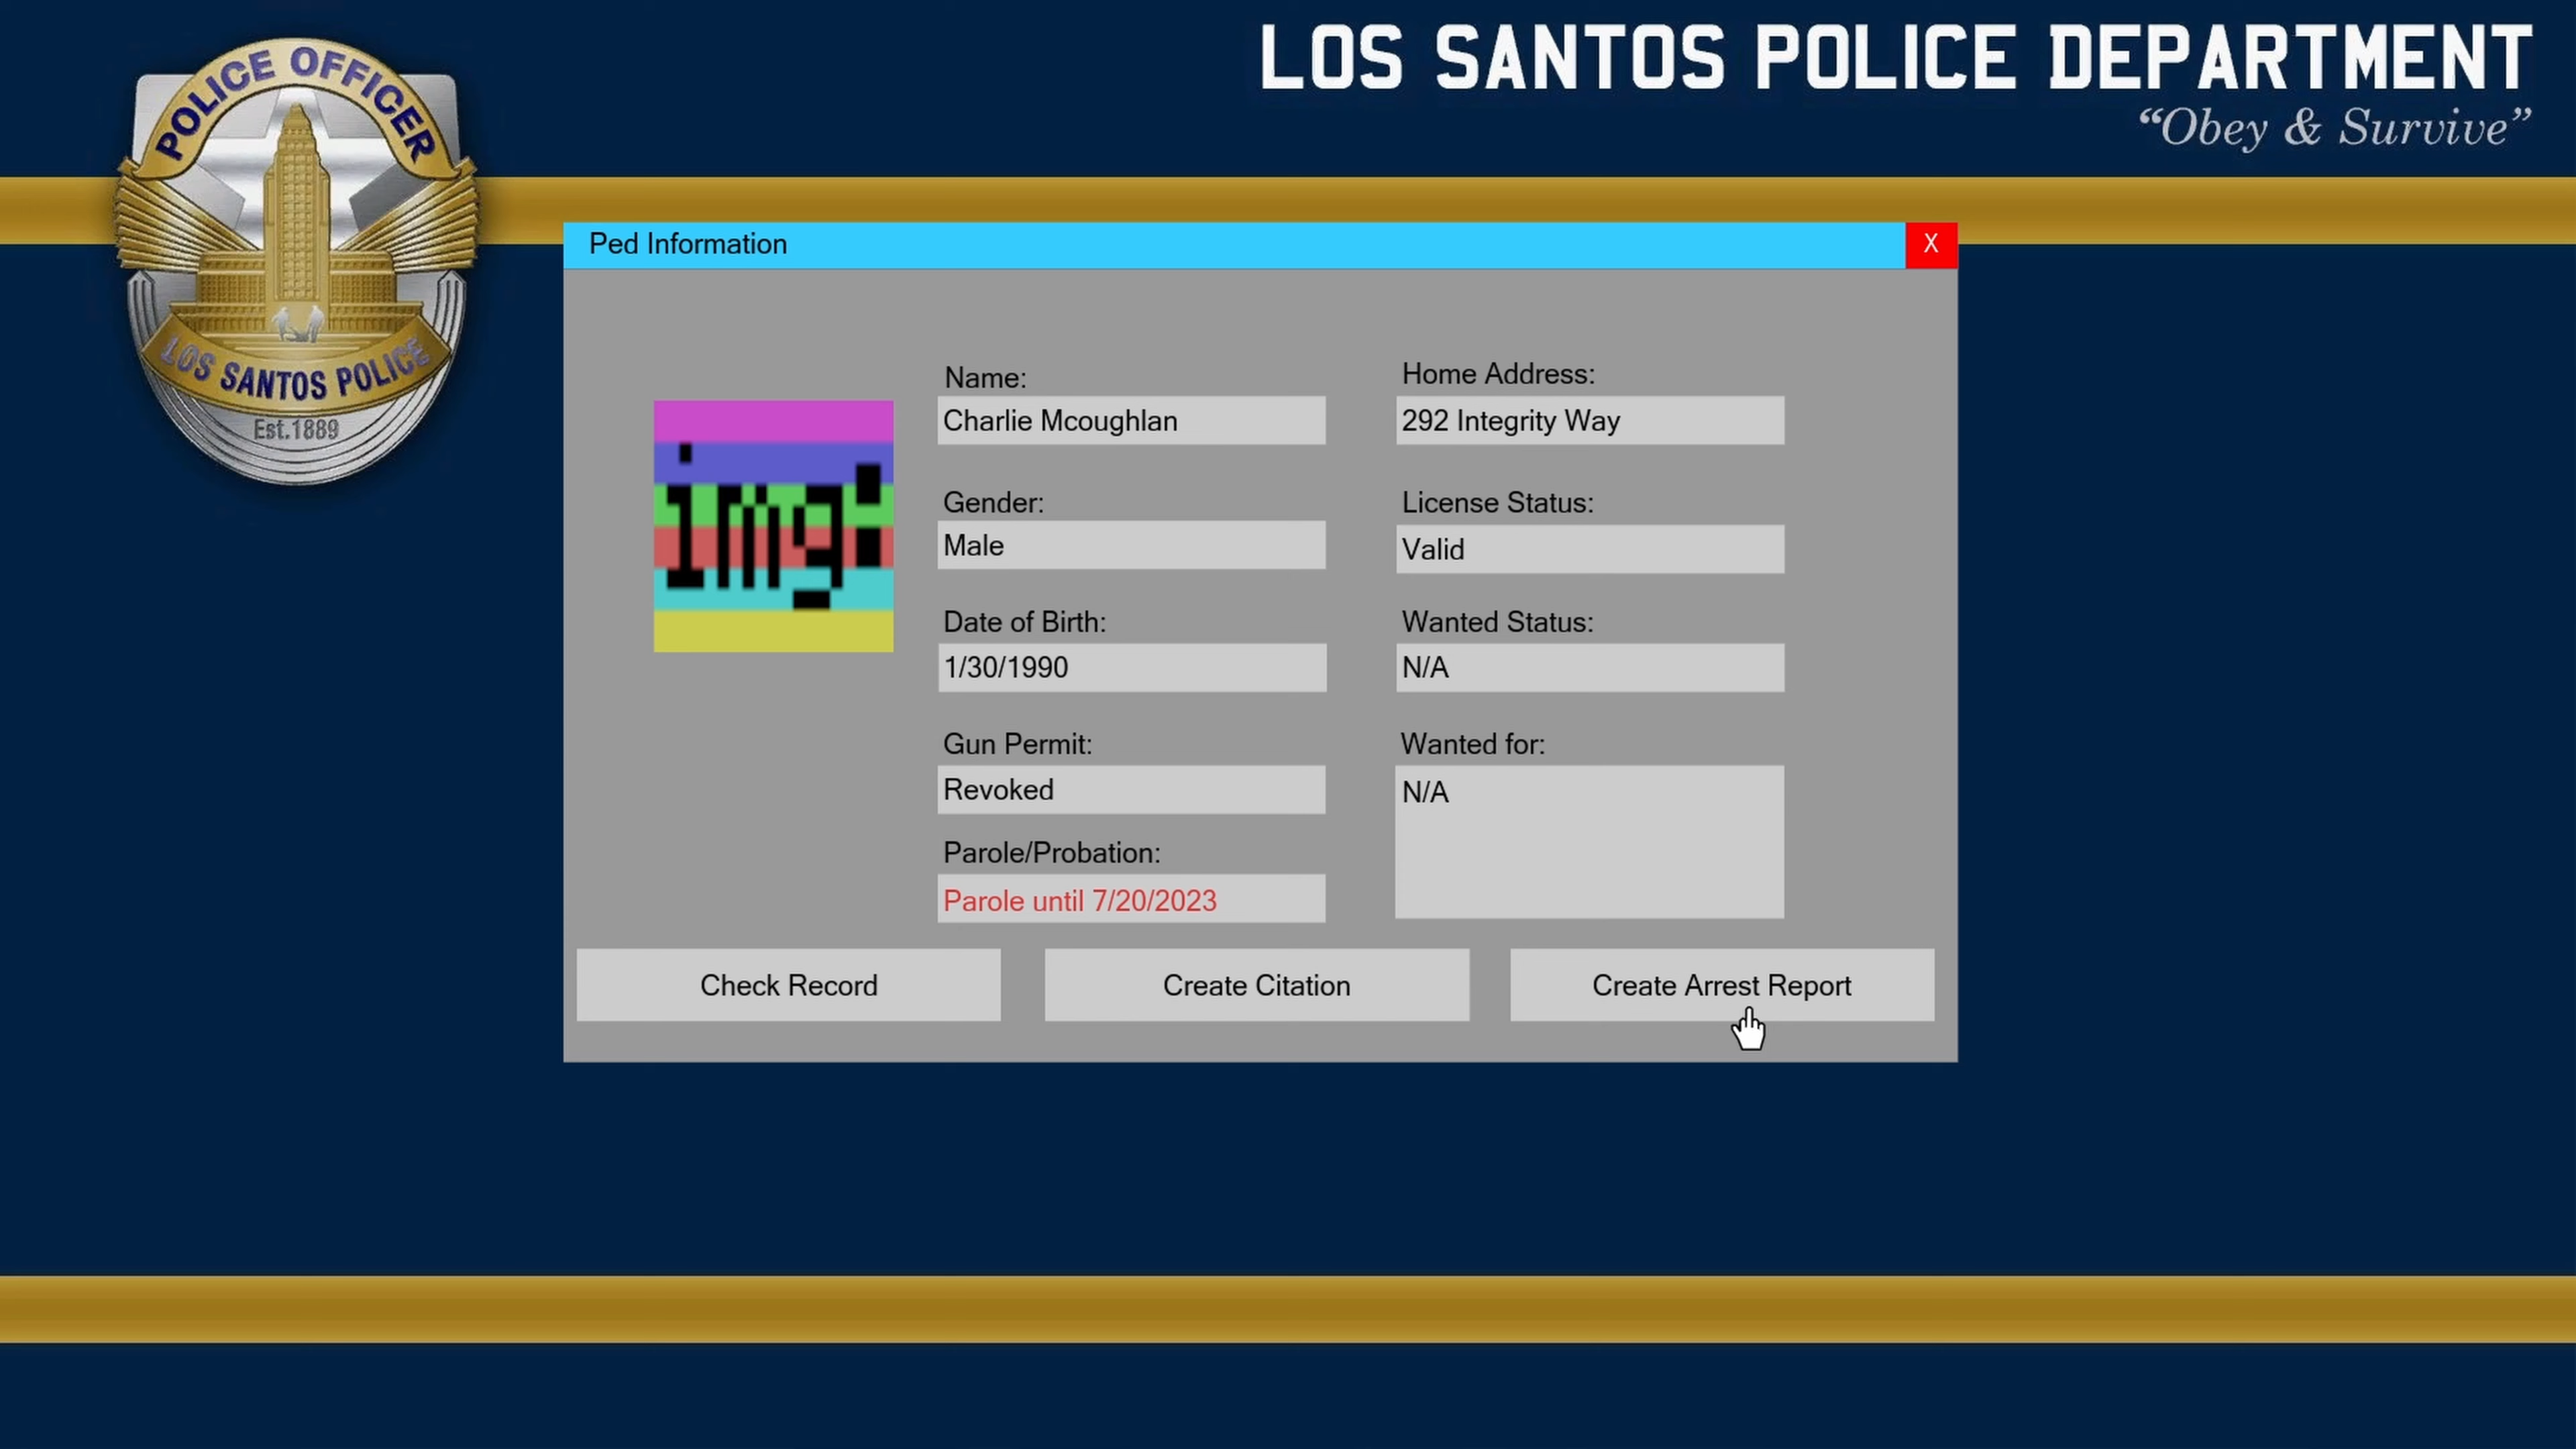 POLICE OFFICER
LOS SANTOS POLICE
Est.1889
LOS SANTOS POLICE DEPARTMENT
“Obey & Survive”
Ped Information
X
img:
Name:
Charlie Mcoughlan
Home Address:
292 Integrity Way
Gender:
Male
License Status:
Valid
Date of Birth:
1/30/1990
Wanted Status:
N/A
Gun Permit:
Revoked
Wanted for:
N/A
Parole/Probation:
Parole until 7/20/2023
Check Record
Create Citation
Create Arrest Report